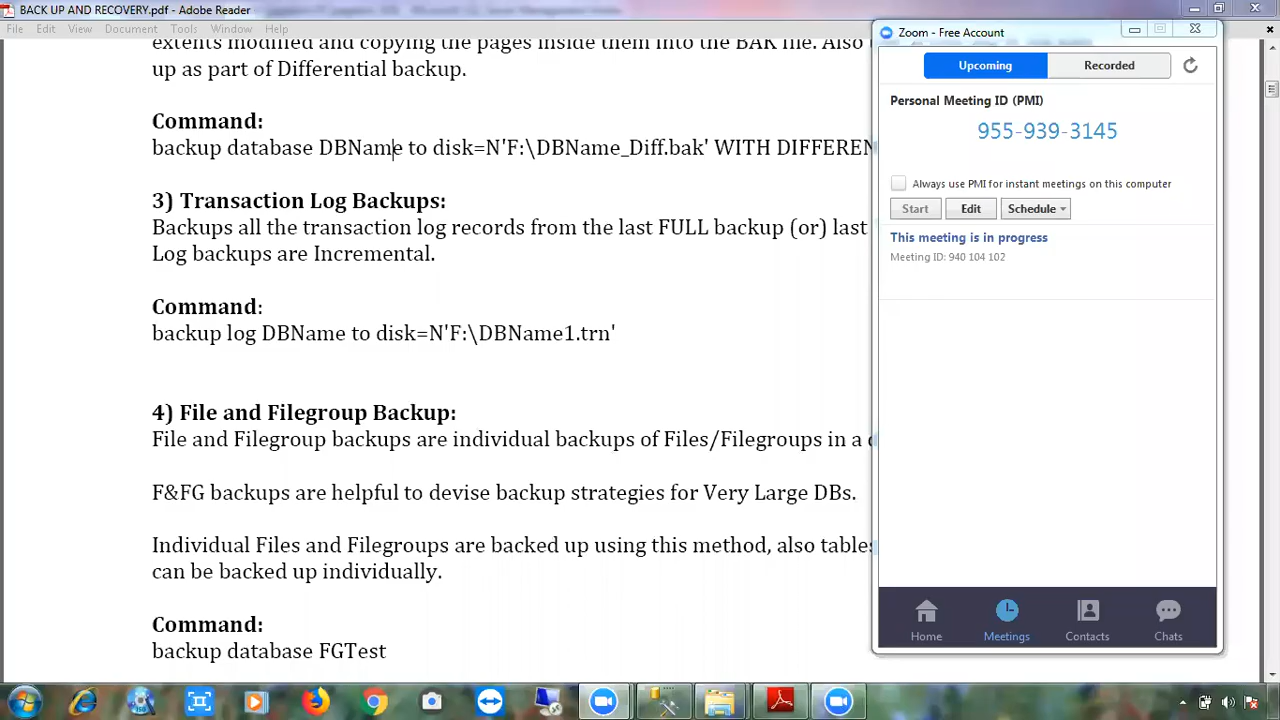 BACK UP AND RECOVERY.pdf - Adobe Reader
File Edit View Document Tools Window Help
extents modified and copying the pages inside them into the BAK file. Also
up as part of Differential backup.
Command:
backup database DBName to disk=N'F:\DBName_Diff.bak' WITH DIFFEREN
3) Transaction Log Backups:
Backups all the transaction log records from the last FULL backup (or) last
Log backups are Incremental.
Command:
backup log DBName to disk=N'F:\DBName1.trn'
4) File and Filegroup Backup:
File and Filegroup backups are individual backups of Files/Filegroups in a
F&FG backups are helpful to devise backup strategies for Very Large DBs.
Individual Files and Filegroups are backed up using this method, also tables
can be backed up individually.
Command:
backup database FGTest
Zoom - Free Account
Upcoming Recorded
Personal Meeting ID (PMI)
955-939-3145
Always use PMI for instant meetings on this computer
Start Edit Schedule
This meeting is in progress
Meeting ID: 940 104 102
Home Meetings Contacts Chats